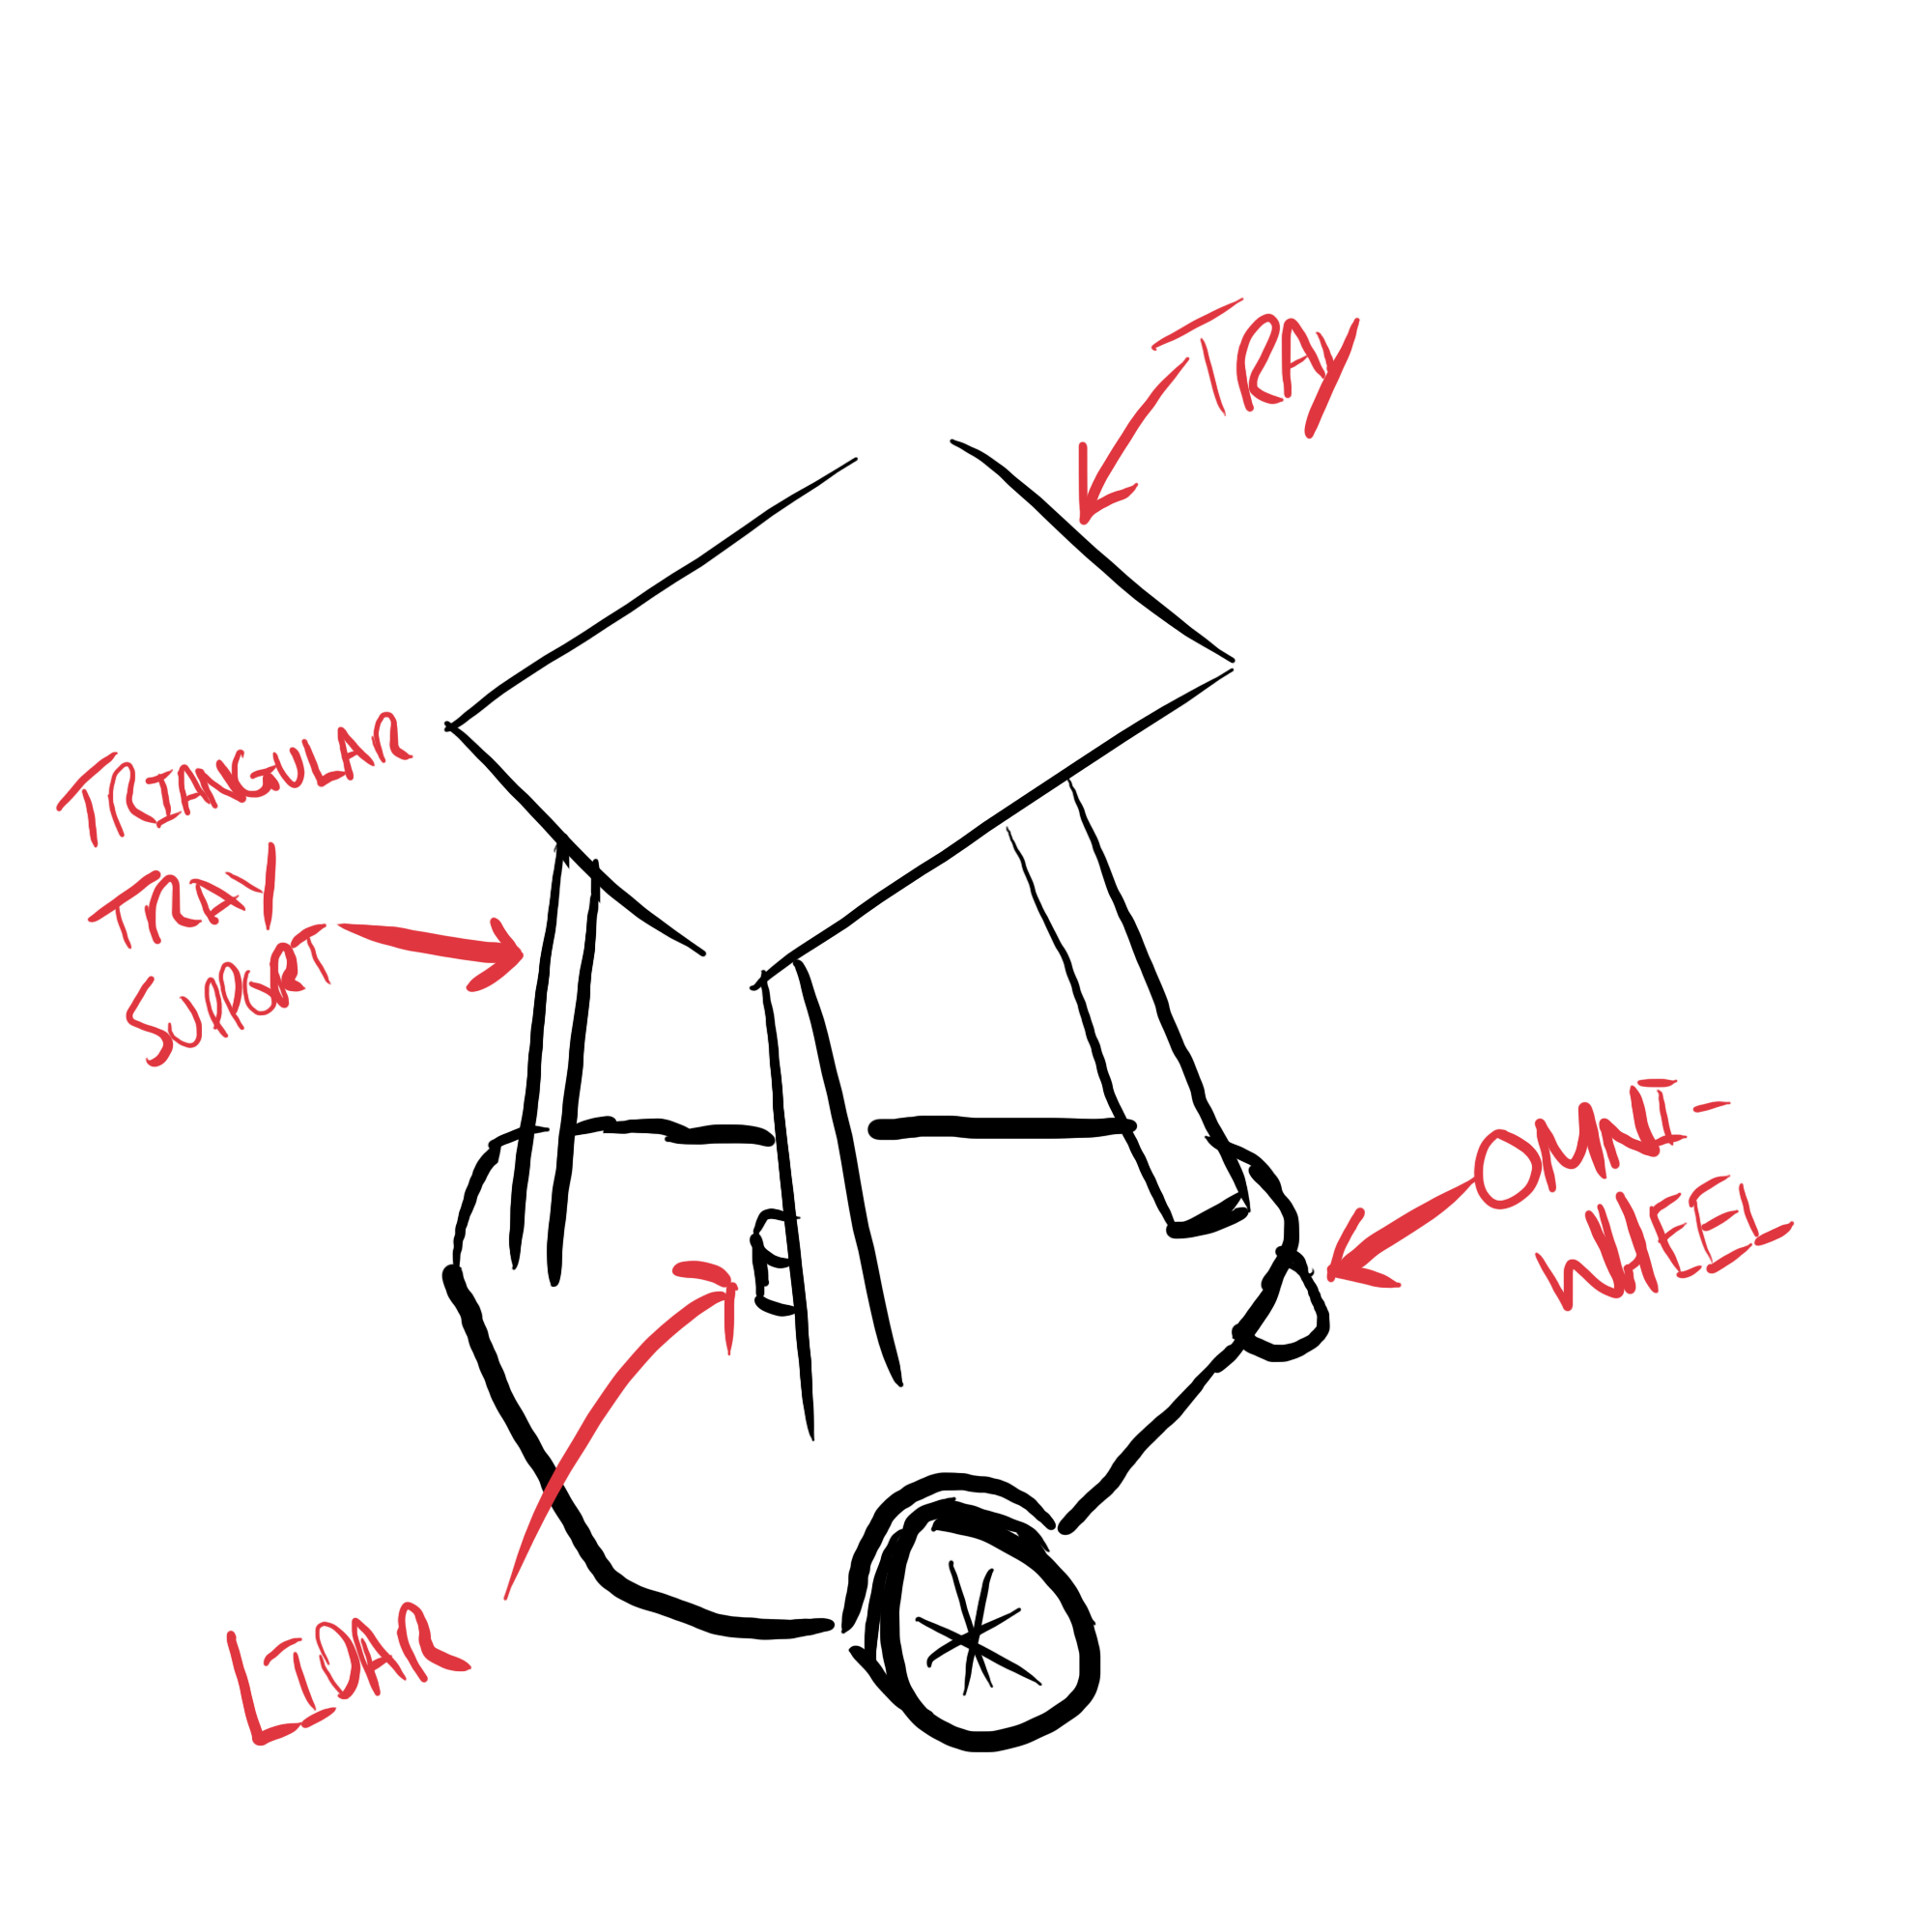 TRAY
TRIANGULAR
TRAY
SUPPORT
OMNI-
WHEEL
LIDAR